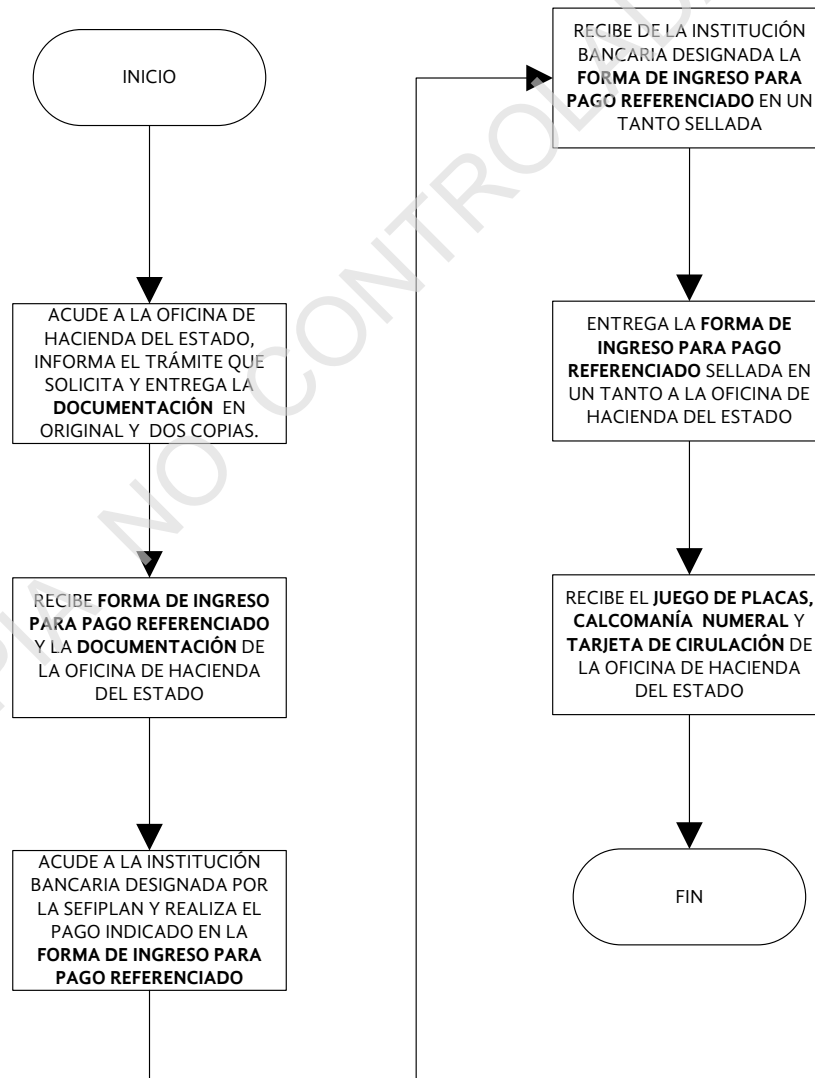 INICIO
ACUDE A LA OFICINA DE
HACIENDA DEL ESTADO,
INFORMA EL TRÁMITE QUE
SOLICITA Y ENTREGA LA
DOCUMENTACIÓN EN
ORIGINAL Y DOS COPIAS.
RECIBE FORMA DE INGRESO
PARA PAGO REFERENCIADO
Y LA DOCUMENTACIÓN DE
LA OFICINA DE HACIENDA
DEL ESTADO
ACUDE A LA INSTITUCIÓN
BANCARIA DESIGNADA POR
LA SEFIPLAN Y REALIZA EL
PAGO INDICADO EN LA
FORMA DE INGRESO PARA
PAGO REFERENCIADO
RECIBE DE LA INSTITUCIÓN
BANCARIA DESIGNADA LA
FORMA DE INGRESO PARA
PAGO REFERENCIADO EN UN
TANTO SELLADA
ENTREGA LA FORMA DE
INGRESO PARA PAGO
REFERENCIADO SELLADA EN
UN TANTO A LA OFICINA DE
HACIENDA DEL ESTADO
RECIBE EL JUEGO DE PLACAS,
CALCOMANÍA NUMERAL Y
TARJETA DE CIRULACIÓN DE
LA OFICINA DE HACIENDA
DEL ESTADO
FIN
PIA NO CONTROLADA